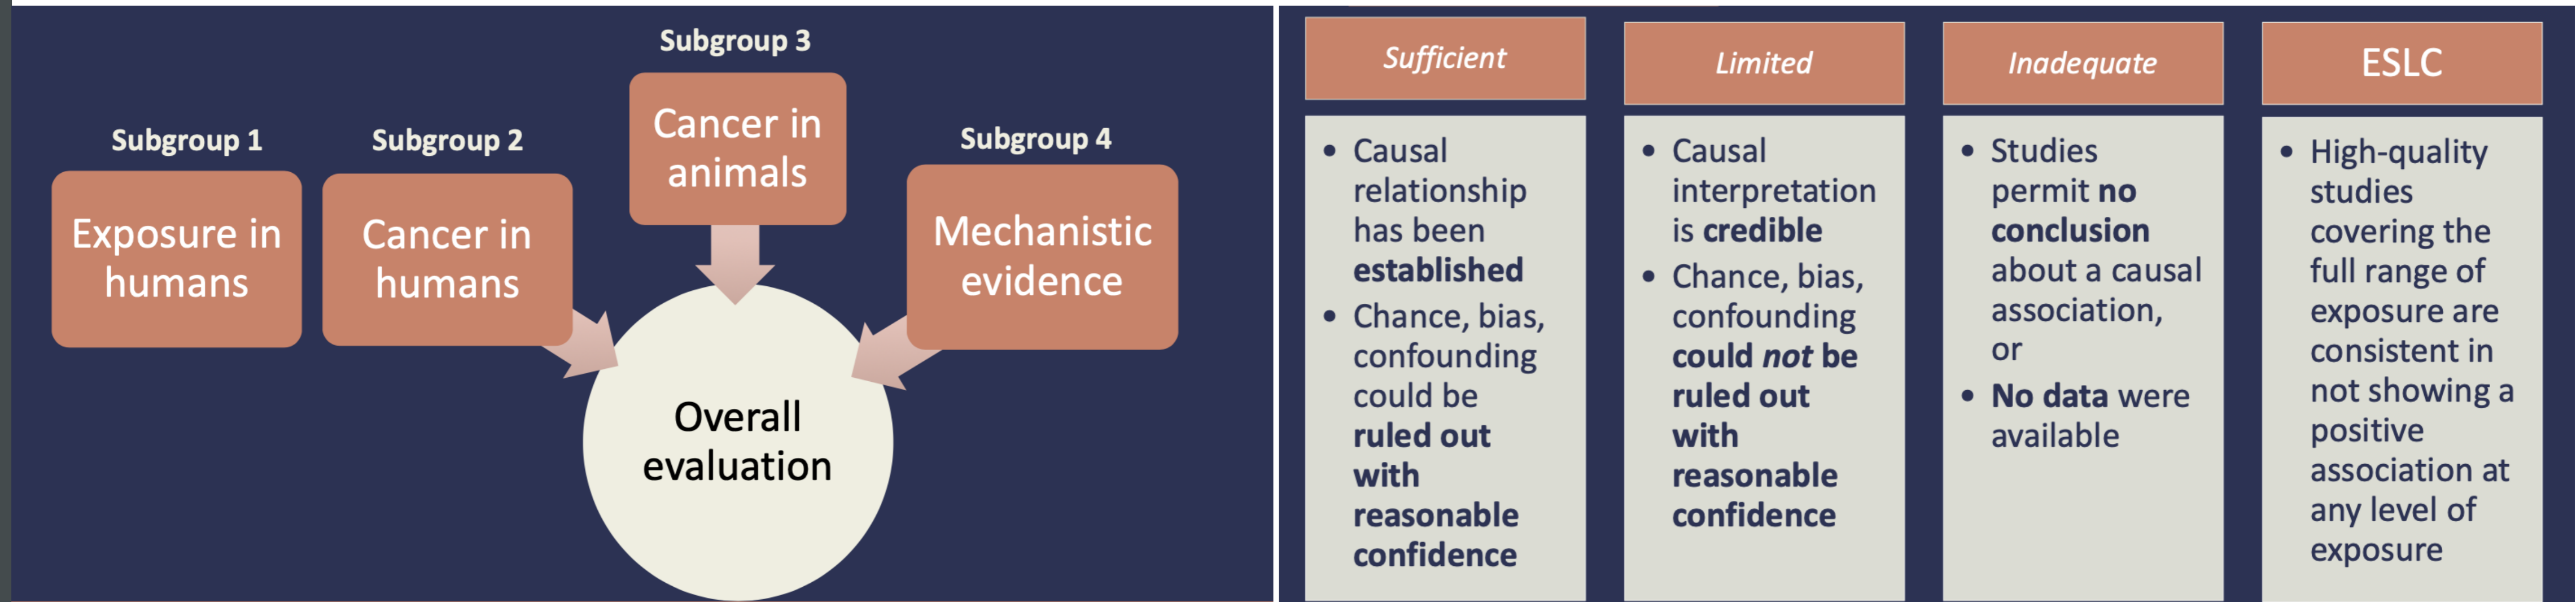 Subgroup 3
Cancer in
animals
Subgroup 1
Exposure in
humans
Subgroup 2
Cancer in
humans
Subgroup 4
Mechanistic
evidence
Overall
evaluation
Sufficient
• Causal
relationship
has been
established
• Chance, bias,
confounding
could be
ruled out
with
reasonable
confidence
Limited
• Causal
interpretation
is credible
• Chance, bias,
confounding
could not be
ruled out
with
reasonable
confidence
Inadequate
• Studies
permit no
conclusion
about a causal
association,
or
• No data were
available
ESLC
• High-quality
studies
covering the
full range of
exposure are
consistent in
not showing a
positive
association at
any level of
exposure